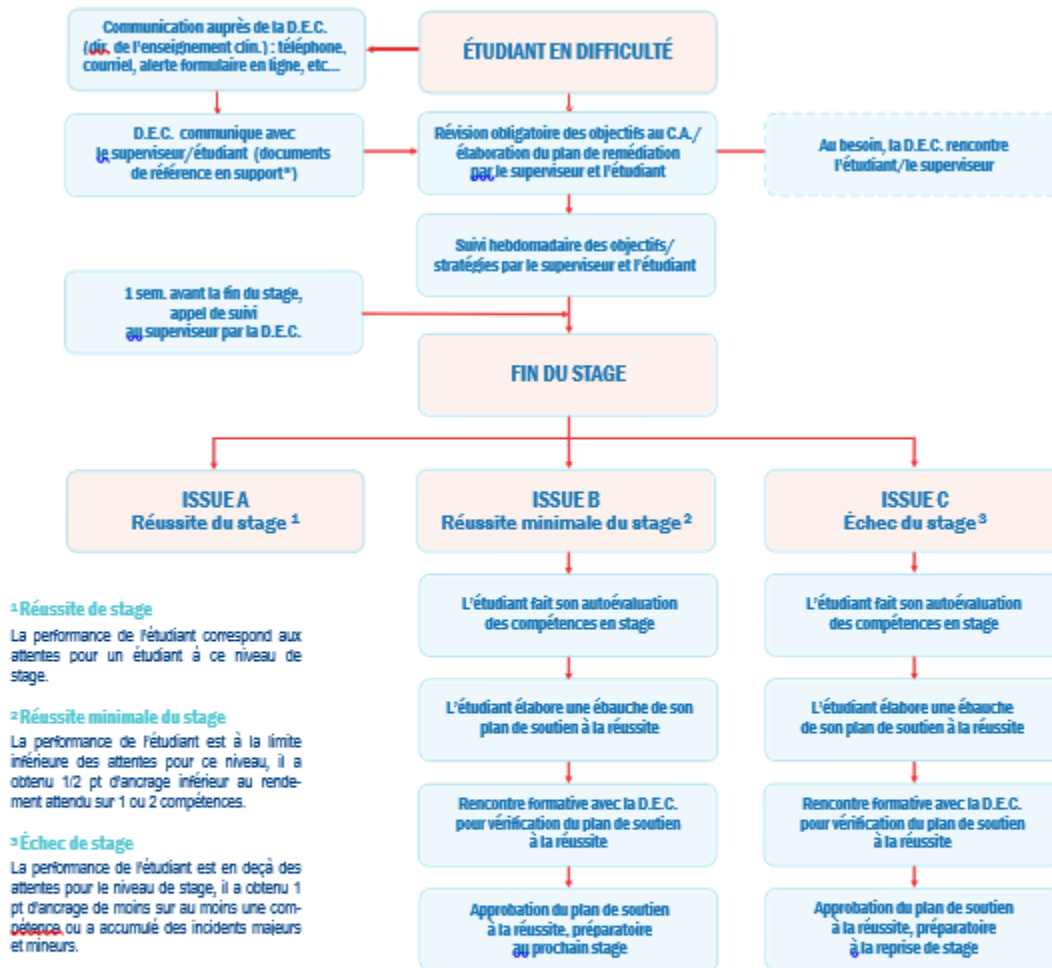 Communication auprès de la D.E.C.
(dir. de l'enseignement clin.) : téléphone,
courriel, alerte formulaire en ligne, etc...
ÉTUDIANT EN DIFFICULTÉ
D.E.C. communique avec
le superviseur/étudiant (documents
de référence en support*)
Révision obligatoire des objectifs au C.A./
élaboration du plan de remédiation
par le superviseur et l'étudiant
Au besoin, la D.E.C. rencontre
l'étudiant/le superviseur
Suivi hebdomadaire des objectifs/
stratégies par le superviseur et l'étudiant
1 sem. avant la fin du stage,
appel de suivi
au superviseur par la D.E.C.
FIN DU STAGE
ISSUE A
Réussite du stage ¹
ISSUE B
Réussite minimale du stage ²
ISSUE C
Échec du stage ³
L'étudiant fait son autoévaluation
des compétences en stage
L'étudiant élabore une ébauche de son
plan de soutien à la réussite
Rencontre formative avec la D.E.C.
pour vérification du plan de soutien
à la réussite
Approbation du plan de soutien
à la réussite, préparatoire
au prochain stage
L'étudiant fait son autoévaluation
des compétences en stage
L'étudiant élabore une ébauche
de son plan de soutien à la réussite
Rencontre formative avec la D.E.C.
pour vérification du plan de soutien
à la réussite
Approbation du plan de soutien
à la réussite, préparatoire
à la reprise de stage
¹ Réussite de stage
La performance de l'étudiant correspond aux
attentes pour un étudiant à ce niveau de
stage.
² Réussite minimale du stage
La performance de l'étudiant est à la limite
inférieure des attentes pour ce niveau, il a
obtenu 1/2 pt d'ancrage inférieur au rende-
ment attendu sur 1 ou 2 compétences.
³ Échec de stage
La performance de l'étudiant est en deçà des
attentes pour le niveau de stage, il a obtenu 1
pt d'ancrage de moins sur au moins une com-
pétence ou a accumulé des incidents majeurs
et mineurs.